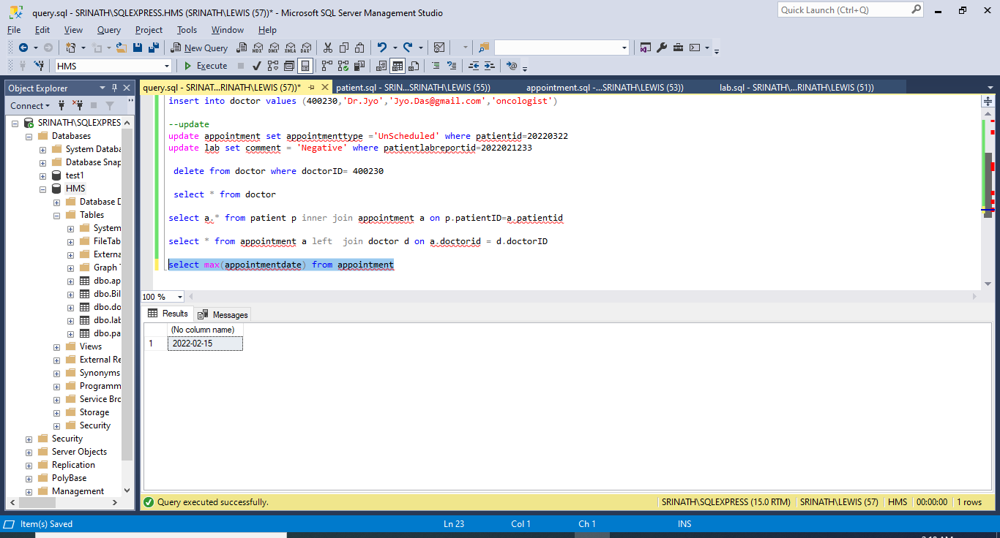 query.sql - SRINATH\SQLEXPRESS.HMS (SRINATH\LEWIS (57))* - Microsoft SQL Server Management Studio
Quick Launch (Ctrl+Q)
File Edit View Query Project Tools Window Help
New Query MDX DMX XMLA DAX
HMS Execute
Object Explorer
query.sql - SRINAT...RINATH\LEWIS (57))* patient.sql - SRIN...SRINATH\LEWIS (55)) appointment.sql -...SRINATH\LEWIS (53)) lab.sql - SRINATH\...RINATH\LEWIS (51))
Connect
SRINATH\SQLEXPRES
Databases
System Databa
Database Snap
test1
HMS
Database D
Tables
System
FileTab
Externa
Graph T
dbo.ap
dbo.Bil
dbo.do
dbo.lab
dbo.pa
Views
External Re
Synonyms
Programm
Service Bro
Storage
Security
Security
Server Objects
Replication
PolyBase
Management
insert into doctor values (400230,'Dr.Jyo','Jyo.Das@gmail.com','oncologist')
--update
update appointment set appointmenttype ='UnScheduled' where patientid=20220322
update lab set comment = 'Negative' where patientlabreportid=2022021233
delete from doctor where doctorID= 400230
select * from doctor
select a.* from patient p inner join appointment a on p.patientID=a.patientid
select * from appointment a left  join doctor d on a.doctorid = d.doctorID
select max(appointmentdate) from appointment
100 %
Results Messages
(No column name)
1 2022-02-15
Query executed successfully. SRINATH\SQLEXPRESS (15.0 RTM) SRINATH\LEWIS (57) HMS 00:00:00 1 rows
Item(s) Saved Ln 23 Col 1 Ch 1 INS